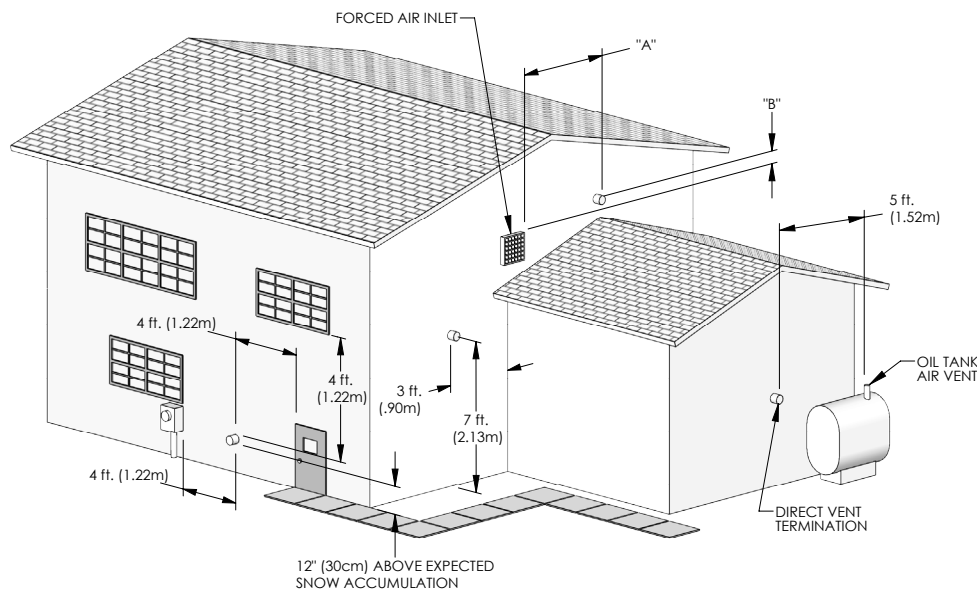 FORCED AIR INLET
"A"
"B"
5 ft.
(1.52m)
4 ft. (1.22m)
4 ft.
(1.22m)
3 ft.
(.90m)
7 ft.
(2.13m)
OIL TANK
AIR VENT
4 ft. (1.22m)
DIRECT VENT
TERMINATION
12" (30cm) ABOVE EXPECTED
SNOW ACCUMULATION